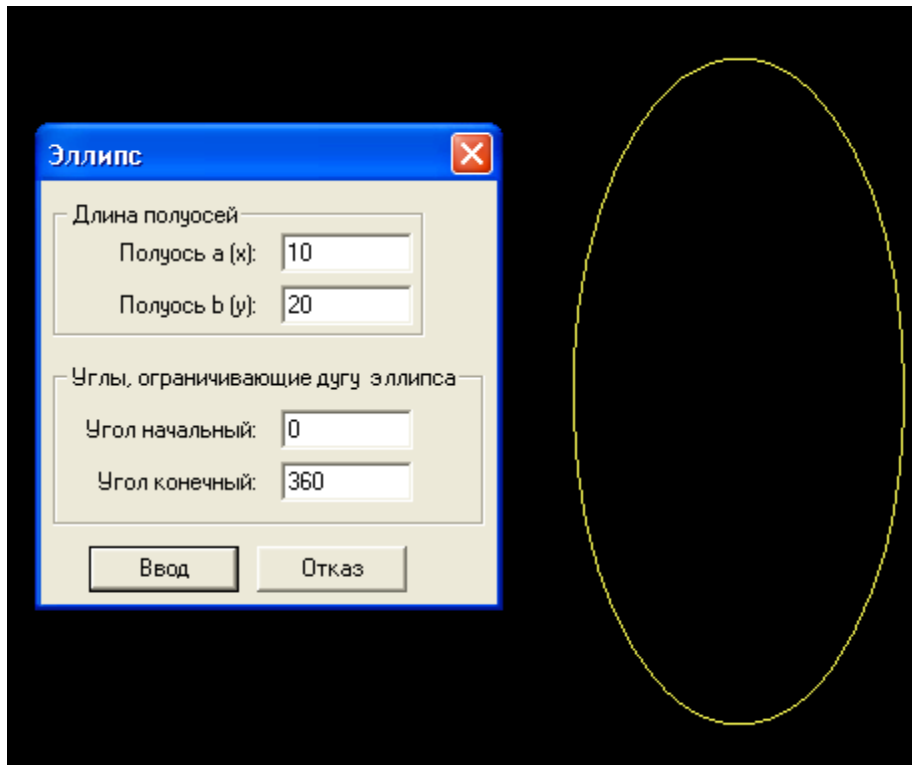 Эллипс
Длина полуосей
Полуось a (x): 10
Полуось b (y): 20
Углы, ограничивающие дугу эллипса
Угол начальный: 0
Угол конечный: 360
Ввод Отказ